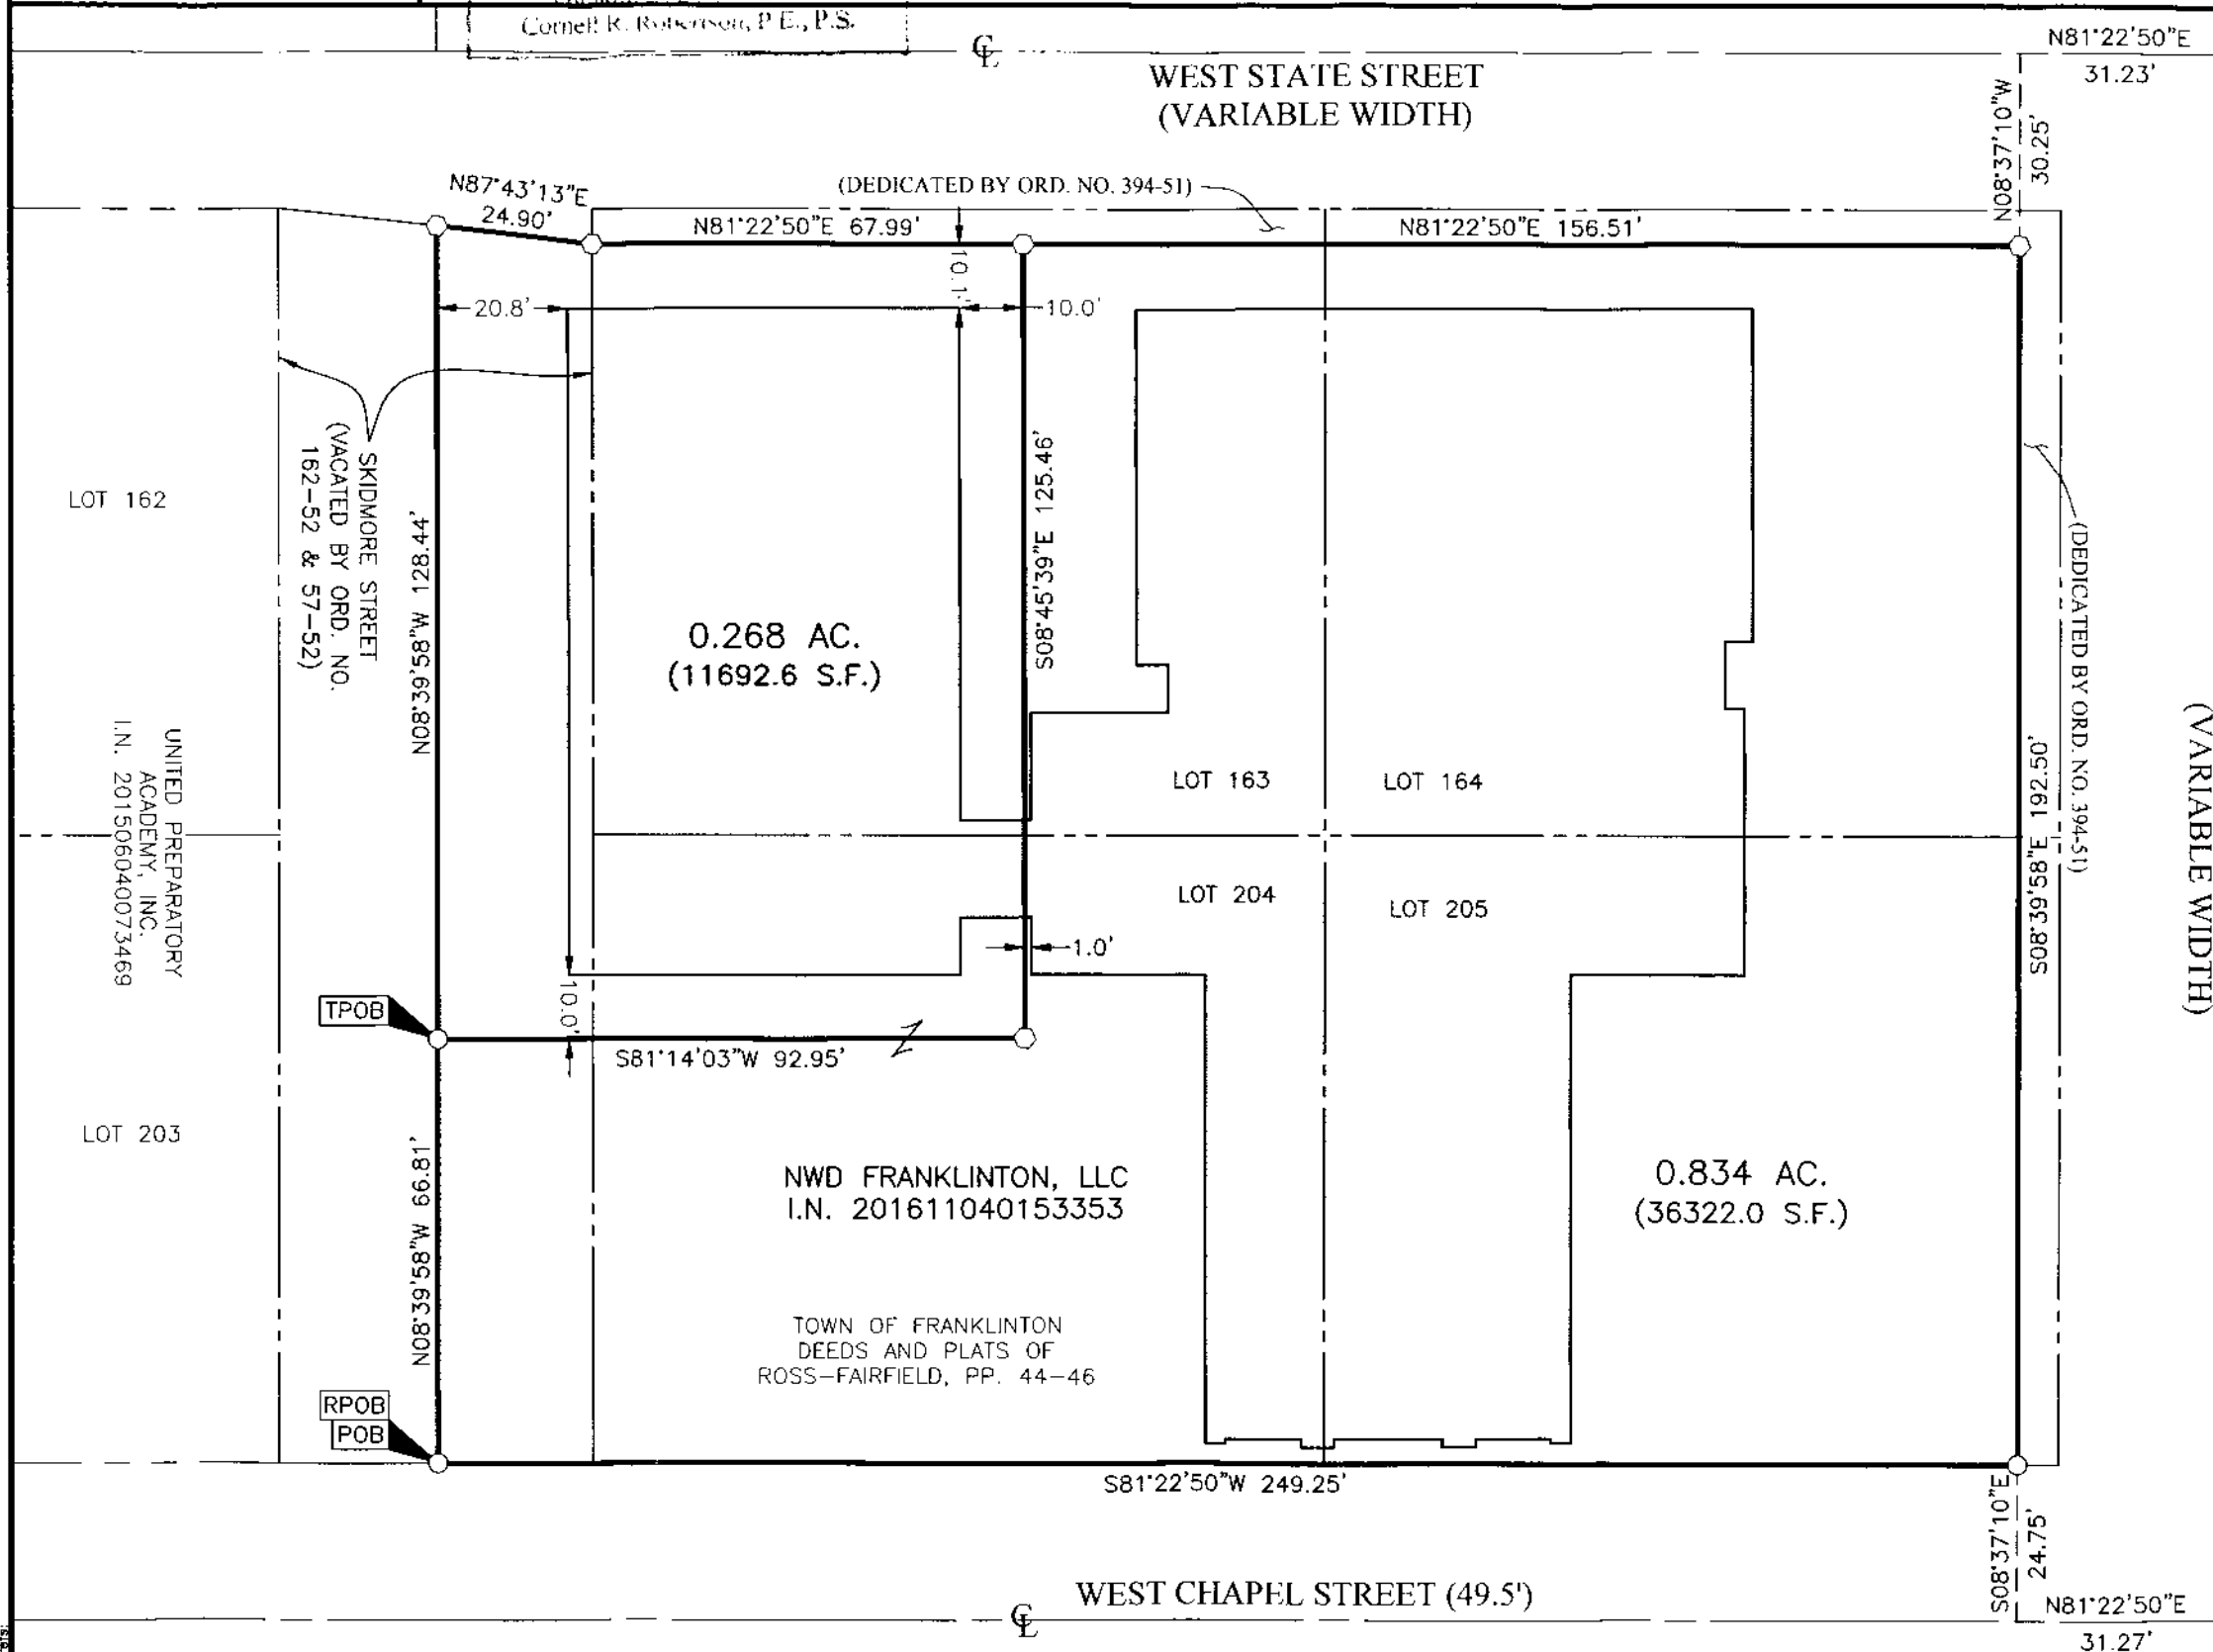 Cornell R. Robertson, P.E., P.S.
℄
WEST STATE STREET
(VARIABLE WIDTH)
N81°22'50"E
31.23'
N08°37'10"W
30.25'
N87°43'13"E
24.90'
(DEDICATED BY ORD. NO. 394-51)
N81°22'50"E 67.99'
N81°22'50"E 156.51'
10.1'
20.8'
10.0'
LOT 162
SKIDMORE STREET
(VACATED BY ORD. NO.
162-52 & 57-52)
N08°39'58"W 128.44'
S08°45'39"E 125.46'
0.268 AC.
(11692.6 S.F.)
(DEDICATED BY ORD. NO. 394-51)
S08°39'58"E 192.50'
(VARIABLE WIDTH)
UNITED PREPARATORY
ACADEMY, INC.
I.N. 201506040073469
LOT 163
LOT 164
LOT 204
LOT 205
1.0'
10.0'
TPOB
S81°14'03"W 92.95'
LOT 203
N08°39'58"W 66.81'
NWD FRANKLINTON, LLC
I.N. 201611040153353
0.834 AC.
(36322.0 S.F.)
TOWN OF FRANKLINTON
DEEDS AND PLATS OF
ROSS-FAIRFIELD, PP. 44-46
RPOB
POB
S81°22'50"W 249.25'
S08°37'10"E
24.75'
WEST CHAPEL STREET (49.5')
℄
N81°22'50"E
31.27'